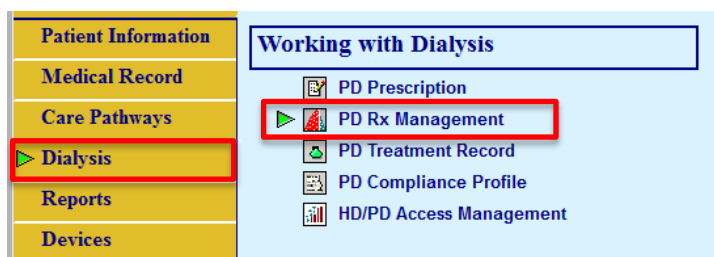 Patient Information
Medical Record
Care Pathways
Dialysis
Reports
Devices
Working with Dialysis
PD Prescription
PD Rx Management
PD Treatment Record
PD Compliance Profile
HD/PD Access Management